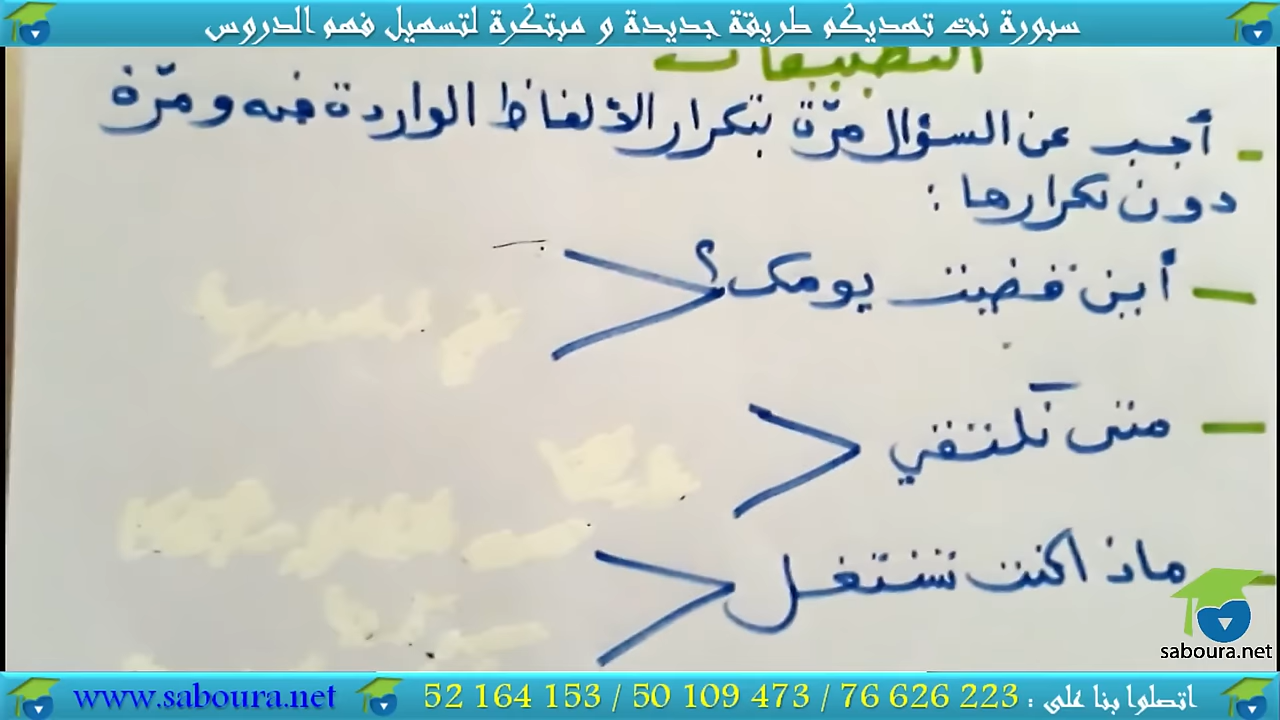 سبورة نت تهديكم طريقة جديدة و مبتكرة لتسهيل فهم الدروس
التطبيقات
- أجب عن السؤال مرّة بتكرار الألفاظ الواردة فيه و مرّة
دون تكرارها :
- أين قضيت يومك ؟
- متى نلتقي
- ماذا كنت تشتغل
saboura.net
www.saboura.net
اتصلوا بنا على : 223 626 76 / 473 109 50 / 153 164 52